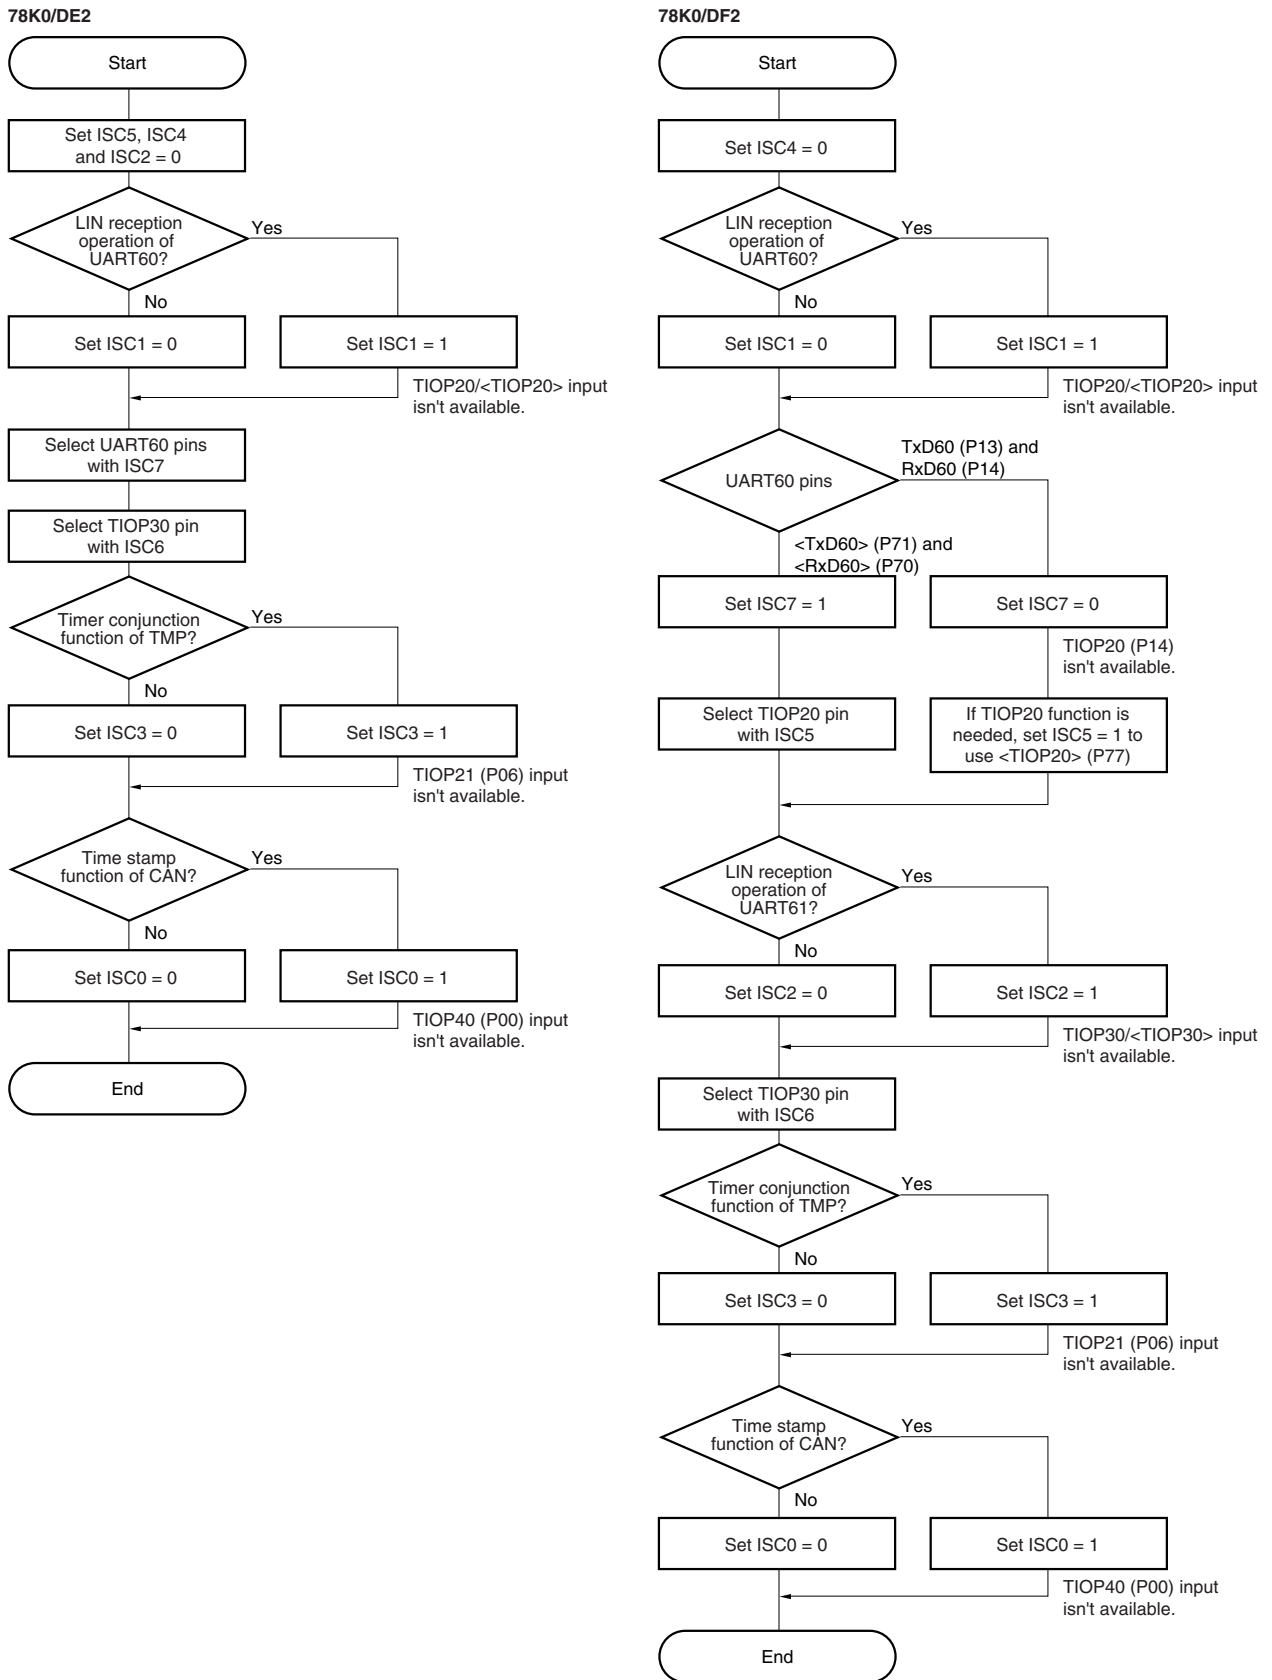 78K0/DE2
Start
Set ISC5, ISC4
and ISC2 = 0
LIN reception
operation of
UART60?
Yes
No
Set ISC1 = 0
Set ISC1 = 1
TIOP20/<TIOP20> input
isn't available.
Select UART60 pins
with ISC7
Select TIOP30 pin
with ISC6
Timer conjunction
function of TMP?
Yes
No
Set ISC3 = 0
Set ISC3 = 1
TIOP21 (P06) input
isn't available.
Time stamp
function of CAN?
Yes
No
Set ISC0 = 0
Set ISC0 = 1
TIOP40 (P00) input
isn't available.
End
78K0/DF2
Start
Set ISC4 = 0
LIN reception
operation of
UART60?
Yes
No
Set ISC1 = 0
Set ISC1 = 1
TIOP20/<TIOP20> input
isn't available.
UART60 pins
TxD60 (P13) and
RxD60 (P14)
<TxD60> (P71) and
<RxD60> (P70)
Set ISC7 = 1
Set ISC7 = 0
TIOP20 (P14)
isn't available.
Select TIOP20 pin
with ISC5
If TIOP20 function is
needed, set ISC5 = 1 to
use <TIOP20> (P77)
LIN reception
operation of
UART61?
Yes
No
Set ISC2 = 0
Set ISC2 = 1
TIOP30/<TIOP30> input
isn't available.
Select TIOP30 pin
with ISC6
Timer conjunction
function of TMP?
Yes
No
Set ISC3 = 0
Set ISC3 = 1
TIOP21 (P06) input
isn't available.
Time stamp
function of CAN?
Yes
No
Set ISC0 = 0
Set ISC0 = 1
TIOP40 (P00) input
isn't available.
End